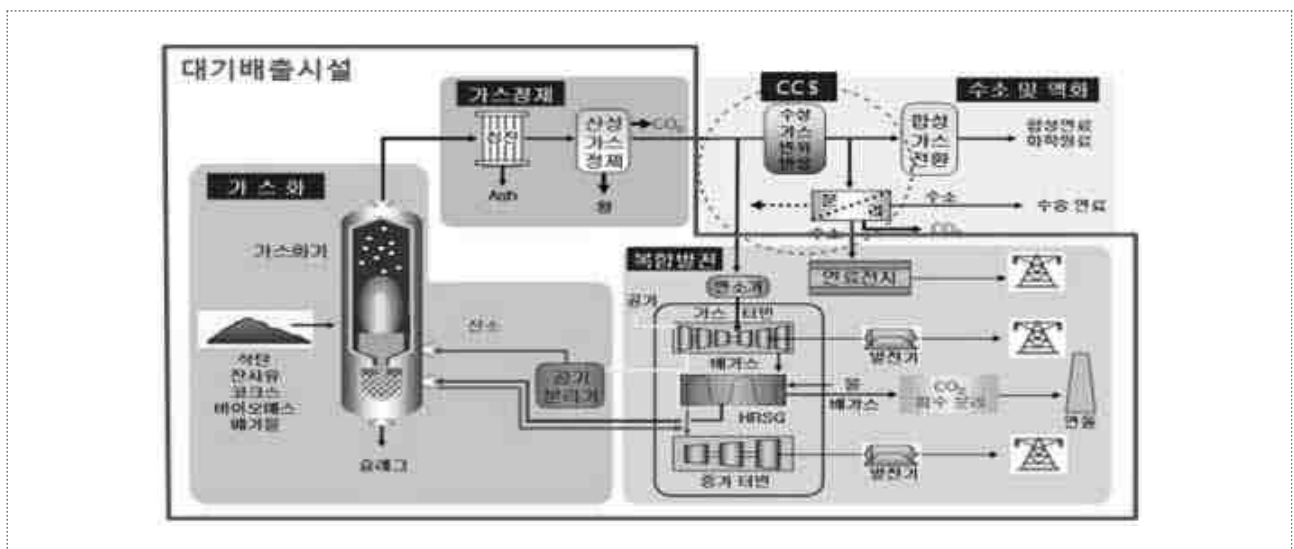 대기배출시설
가스정제
CCS
수소 및 액화
집진
산성
가스
정제
CO₂
수성
가스
변위
반응
합성
가스
전환
합성연료
화학원료
Ash
황
가스화
가스화기
분
리
수소
수송 연료
수소
CO₂
복합발전
연소기
연료전지
공기
가스 터빈
산소
공기
분리기
발전기
배가스
석탄
잔사유
코크스
바이오매스
폐기물
물
배가스
CO₂
회수 설비
연돌
HRSG
슬래그
증기 터빈
발전기